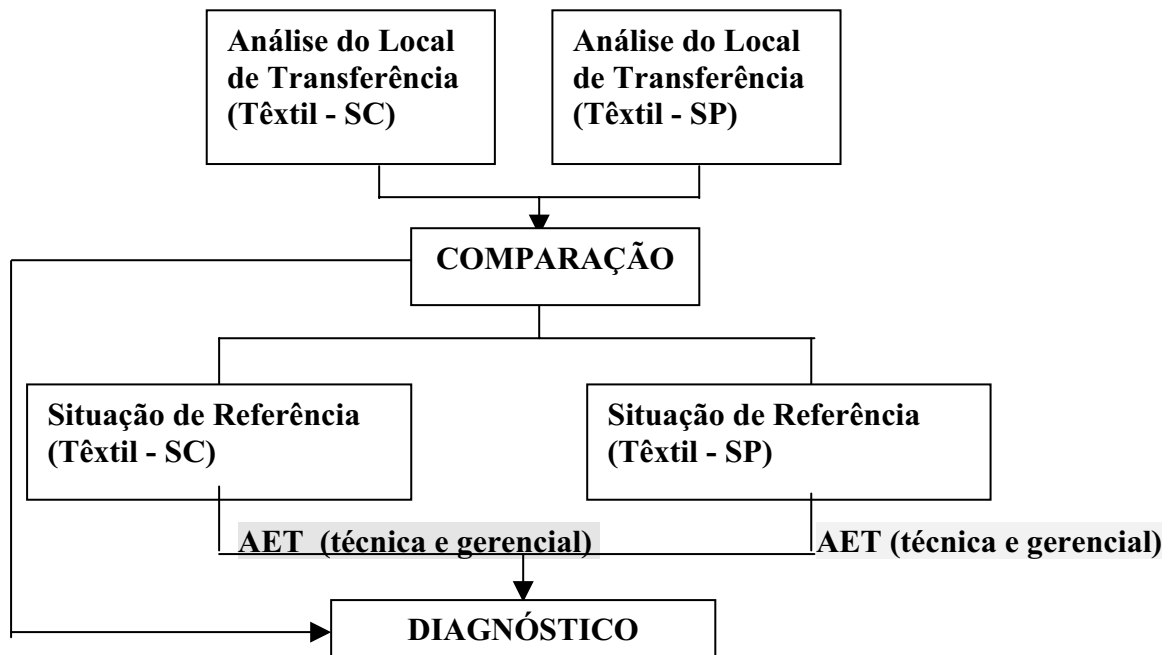 Análise do Local
de Transferência
(Têxtil - SC)
Análise do Local
de Transferência
(Têxtil - SP)
COMPARAÇÃO
Situação de Referência
(Têxtil - SC)
Situação de Referência
(Têxtil - SP)
AET (técnica e gerencial)
AET (técnica e gerencial)
DIAGNÓSTICO